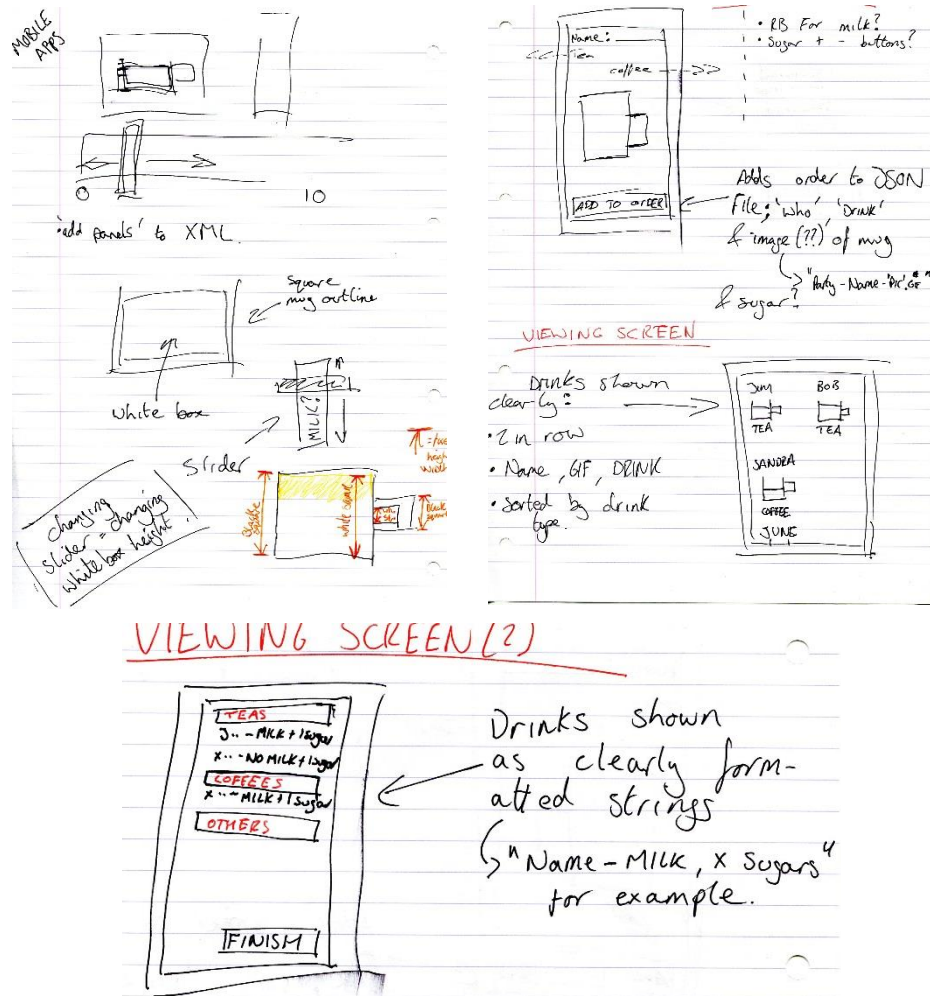 MOBILE
APPS
0
10
'add panels' to XML.
square
mug outline
white box
MILK?
slider
height
Black
square
white square
changing
slider = changing
white box height
Name:
Tea
coffee
• RB For milk?
• Sugar + - buttons?
ADD TO ORDER
Adds order to JSON
File; 'who', 'Drink'
& image (??) of mug
& sugar?
VIEWING SCREEN
Drinks shown
clearly:
• 2 in row
• Name, GIF, DRINK
• Sorted by drink
type.
JIM BOB
TEA TEA
SANDRA
COFFEE
JUNE
VIEWING SCREEN (2)
TEAS
J.. - MILK + 1 sugar
X.. - NO MILK + 1 sugar
COFFEES
X.. - MILK + 1 sugar
OTHERS
FINISH
Drinks shown
as clearly form-
atted strings
"Name - MILK, X Sugars"
for example.